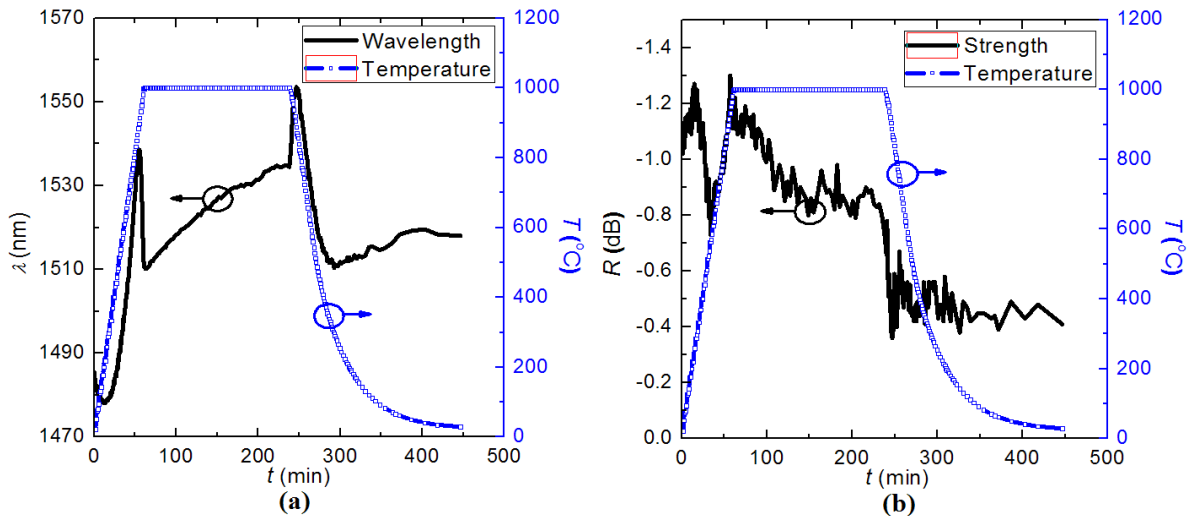 1570
1550
1530
1510
1490
1470
λ (nm)
Wavelength
Temperature
1200
1000
800
600
400
200
0
T (°C)
0 100 200 300 400 500
t (min)
(a)
-1.4
-1.2
-1.0
-0.8
-0.6
-0.4
-0.2
0.0
R (dB)
Strength
Temperature
1200
1000
800
600
400
200
0
T (°C)
0 100 200 300 400 500
t (min)
(b)